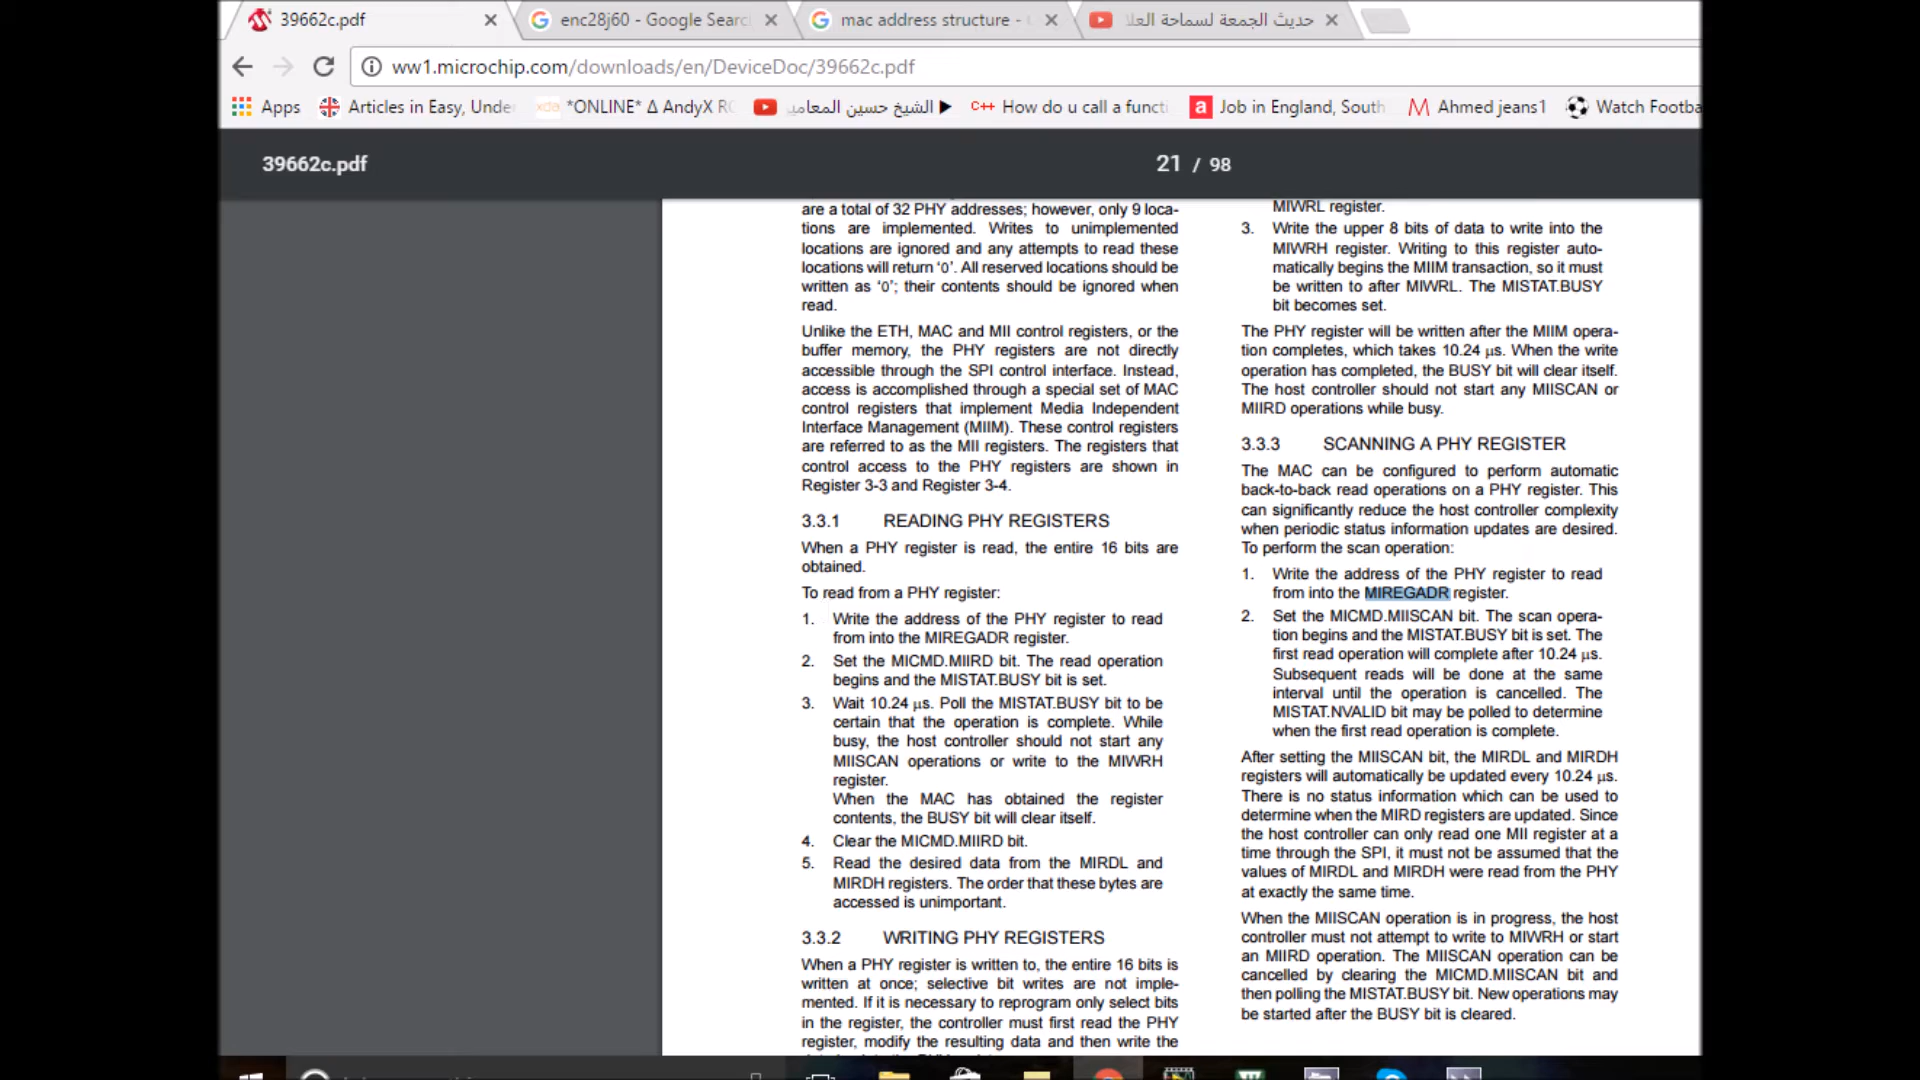 39662c.pdf
enc28j60 - Google Searc
mac address structure -
حديث الجمعة لسماحة العلا
ww1.microchip.com/downloads/en/DeviceDoc/39662c.pdf
Apps
Articles in Easy, Unde
*ONLINE* Δ AndyX RO
الشيخ حسين المعامير
How do u call a functi
Job in England, South
Ahmed jeans1
Watch Footba
39662c.pdf
21 / 98
are a total of 32 PHY addresses; however, only 9 loca-
tions are implemented. Writes to unimplemented
locations are ignored and any attempts to read these
locations will return ‘0’. All reserved locations should be
written as ‘0’; their contents should be ignored when
read.
Unlike the ETH, MAC and MII control registers, or the
buffer memory, the PHY registers are not directly
accessible through the SPI control interface. Instead,
access is accomplished through a special set of MAC
control registers that implement Media Independent
Interface Management (MIIM). These control registers
are referred to as the MII registers. The registers that
control access to the PHY registers are shown in
Register 3-3 and Register 3-4.
3.3.1 READING PHY REGISTERS
When a PHY register is read, the entire 16 bits are
obtained.
To read from a PHY register:
1. Write the address of the PHY register to read
from into the MIREGADR register.
2. Set the MICMD.MIIRD bit. The read operation
begins and the MISTAT.BUSY bit is set.
3. Wait 10.24 μs. Poll the MISTAT.BUSY bit to be
certain that the operation is complete. While
busy, the host controller should not start any
MIISCAN operations or write to the MIWRH
register.
When the MAC has obtained the register
contents, the BUSY bit will clear itself.
4. Clear the MICMD.MIIRD bit.
5. Read the desired data from the MIRDL and
MIRDH registers. The order that these bytes are
accessed is unimportant.
3.3.2 WRITING PHY REGISTERS
When a PHY register is written to, the entire 16 bits is
written at once; selective bit writes are not imple-
mented. If it is necessary to reprogram only select bits
in the register, the controller must first read the PHY
register, modify the resulting data and then write the
MIWRL register.
3. Write the upper 8 bits of data to write into the
MIWRH register. Writing to this register auto-
matically begins the MIIM transaction, so it must
be written to after MIWRL. The MISTAT.BUSY
bit becomes set.
The PHY register will be written after the MIIM opera-
tion completes, which takes 10.24 μs. When the write
operation has completed, the BUSY bit will clear itself.
The host controller should not start any MIISCAN or
MIIRD operations while busy.
3.3.3 SCANNING A PHY REGISTER
The MAC can be configured to perform automatic
back-to-back read operations on a PHY register. This
can significantly reduce the host controller complexity
when periodic status information updates are desired.
To perform the scan operation:
1. Write the address of the PHY register to read
from into the MIREGADR register.
2. Set the MICMD.MIISCAN bit. The scan opera-
tion begins and the MISTAT.BUSY bit is set. The
first read operation will complete after 10.24 μs.
Subsequent reads will be done at the same
interval until the operation is cancelled. The
MISTAT.NVALID bit may be polled to determine
when the first read operation is complete.
After setting the MIISCAN bit, the MIRDL and MIRDH
registers will automatically be updated every 10.24 μs.
There is no status information which can be used to
determine when the MIRD registers are updated. Since
the host controller can only read one MII register at a
time through the SPI, it must not be assumed that the
values of MIRDL and MIRDH were read from the PHY
at exactly the same time.
When the MIISCAN operation is in progress, the host
controller must not attempt to write to MIWRH or start
an MIIRD operation. The MIISCAN operation can be
cancelled by clearing the MICMD.MIISCAN bit and
then polling the MISTAT.BUSY bit. New operations may
be started after the BUSY bit is cleared.